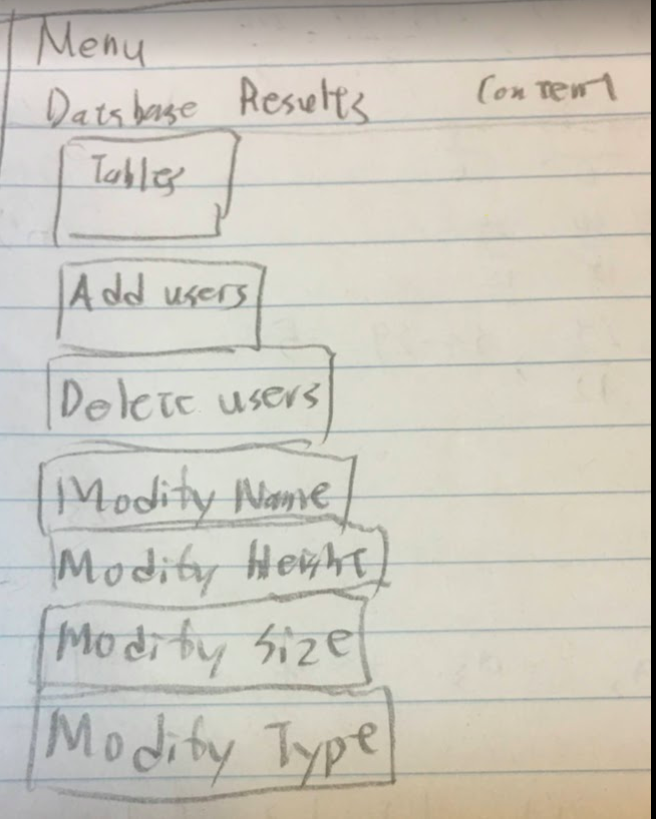 Menu
Database Results Content
Tables
Add users
Delete users
Modify Name
Modify Height
Modify Size
Modify Type